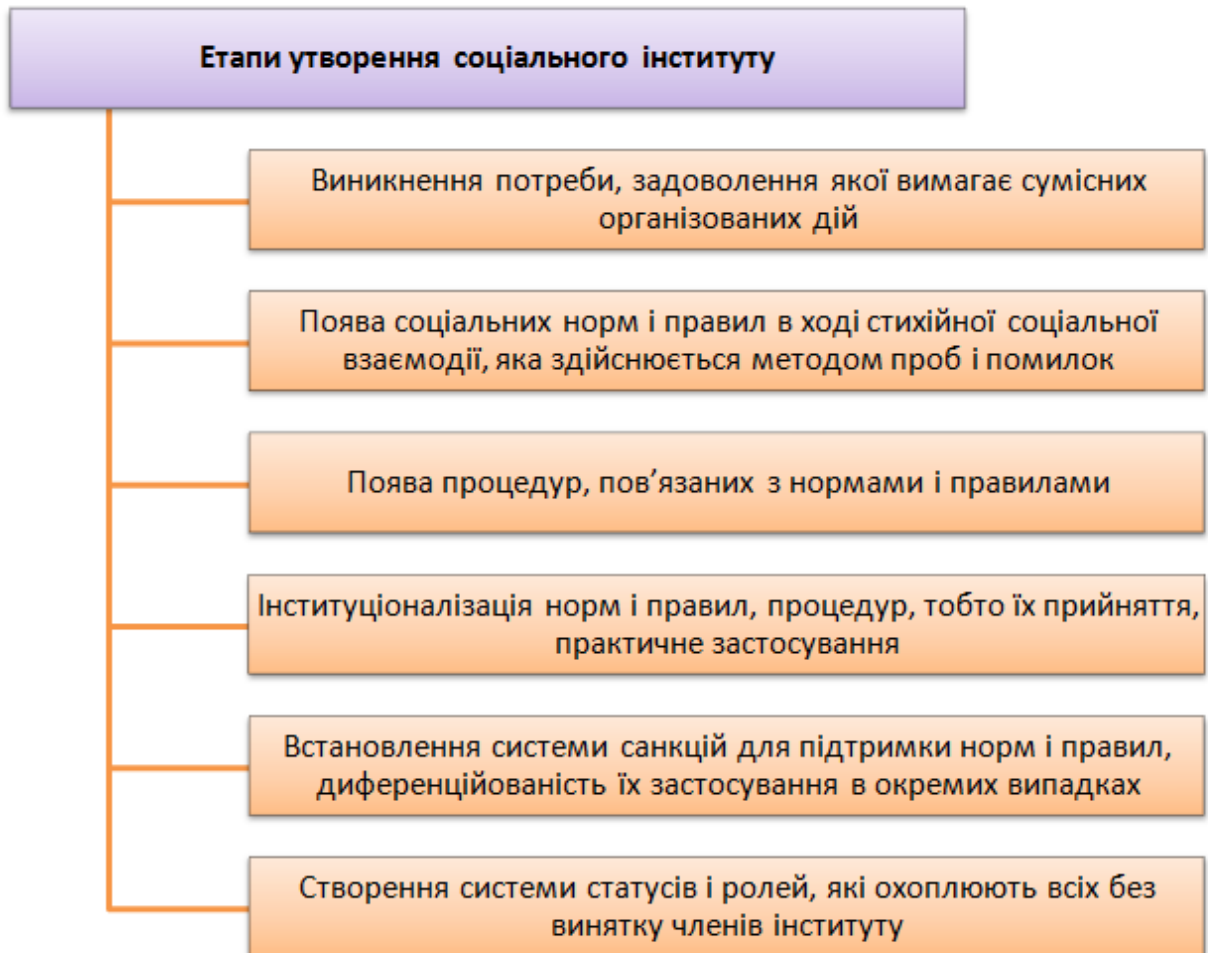 Етапи утворення соціального інституту
Виникнення потреби, задоволення якої вимагає сумісних
організованих дій
Поява соціальних норм і правил в ході стихійної соціальної
взаємодії, яка здійснюється методом проб і помилок
Поява процедур, пов’язаних з нормами і правилами
Інституціоналізація норм і правил, процедур, тобто їх прийняття,
практичне застосування
Встановлення системи санкцій для підтримки норм і правил,
диференційованість їх застосування в окремих випадках
Створення системи статусів і ролей, які охоплюють всіх без
винятку членів інституту